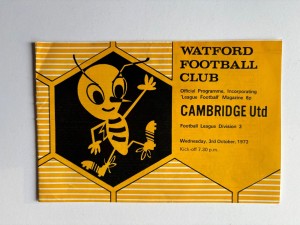 WATFORD
FOOTBALL
CLUB
Official Programme, Incorporating
'League Football' Magazine 8p
CAMBRIDGE Utd
Football League Division 3
Wednesday, 3rd October, 1973
Kick-off 7.30 p.m.